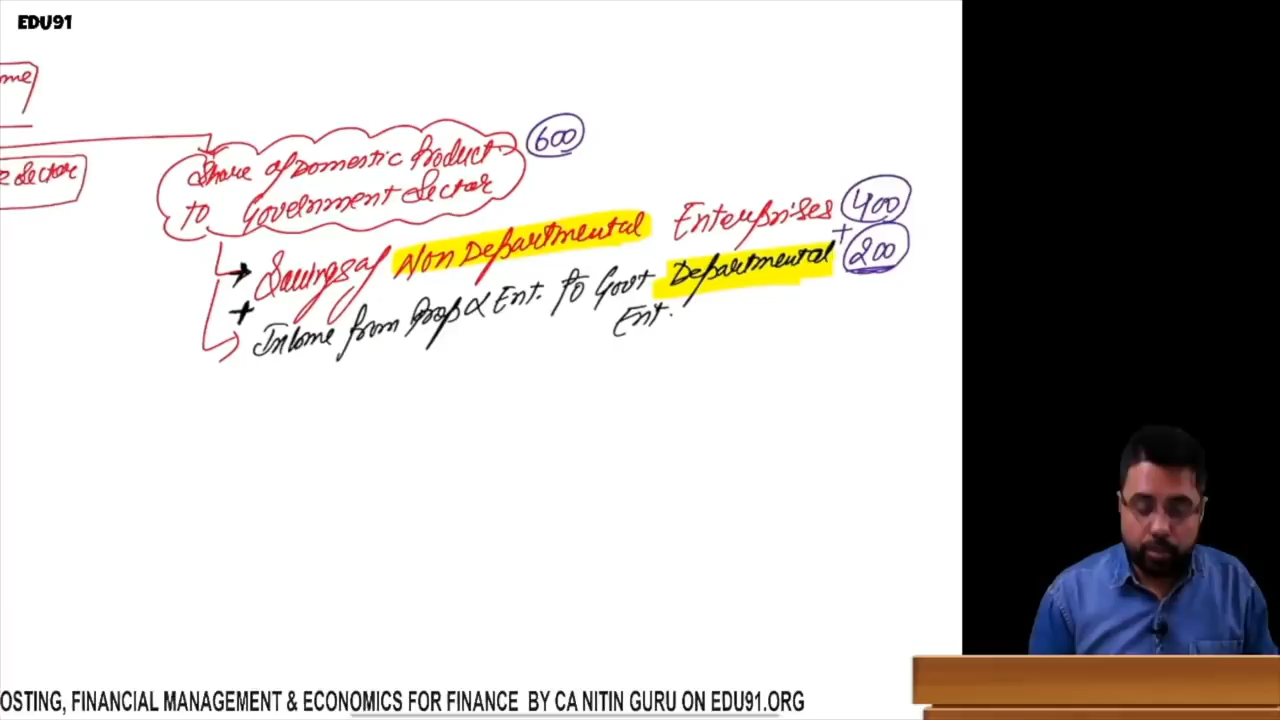 EDU91
ome
e Sector
Share of Domestic Product
to Government Sector
600
Savings of Non Departmental Enterprises 400
+
+
Income from Prop & Ent. to Govt Departmental 200
Ent.
OSTING, FINANCIAL MANAGEMENT & ECONOMICS FOR FINANCE BY CA NITIN GURU ON EDU91.ORG